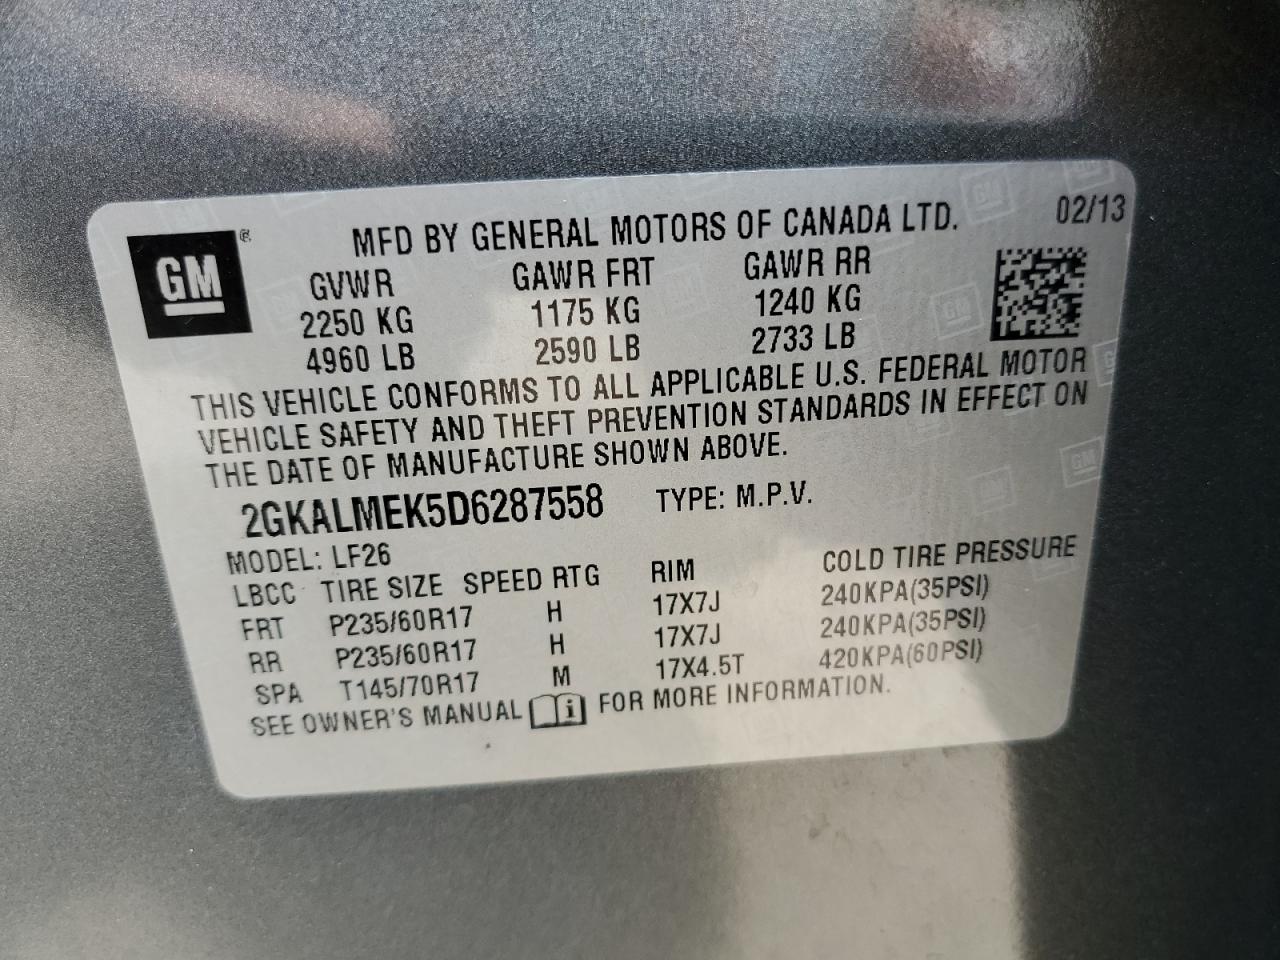 GM ®
MFD BY GENERAL MOTORS OF CANADA LTD. 02/13
GVWR GAWR FRT GAWR RR
2250 KG 1175 KG 1240 KG
4960 LB 2590 LB 2733 LB
THIS VEHICLE CONFORMS TO ALL APPLICABLE U.S. FEDERAL MOTOR
VEHICLE SAFETY AND THEFT PREVENTION STANDARDS IN EFFECT ON
THE DATE OF MANUFACTURE SHOWN ABOVE.
2GKALMEK5D6287558 TYPE: M.P.V.
MODEL: LF26
LBCC TIRE SIZE SPEED RTG RIM COLD TIRE PRESSURE
FRT P235/60R17 H 17X7J 240KPA(35PSI)
RR P235/60R17 H 17X7J 240KPA(35PSI)
SPA T145/70R17 M 17X4.5T 420KPA(60PSI)
SEE OWNER'S MANUAL i FOR MORE INFORMATION.